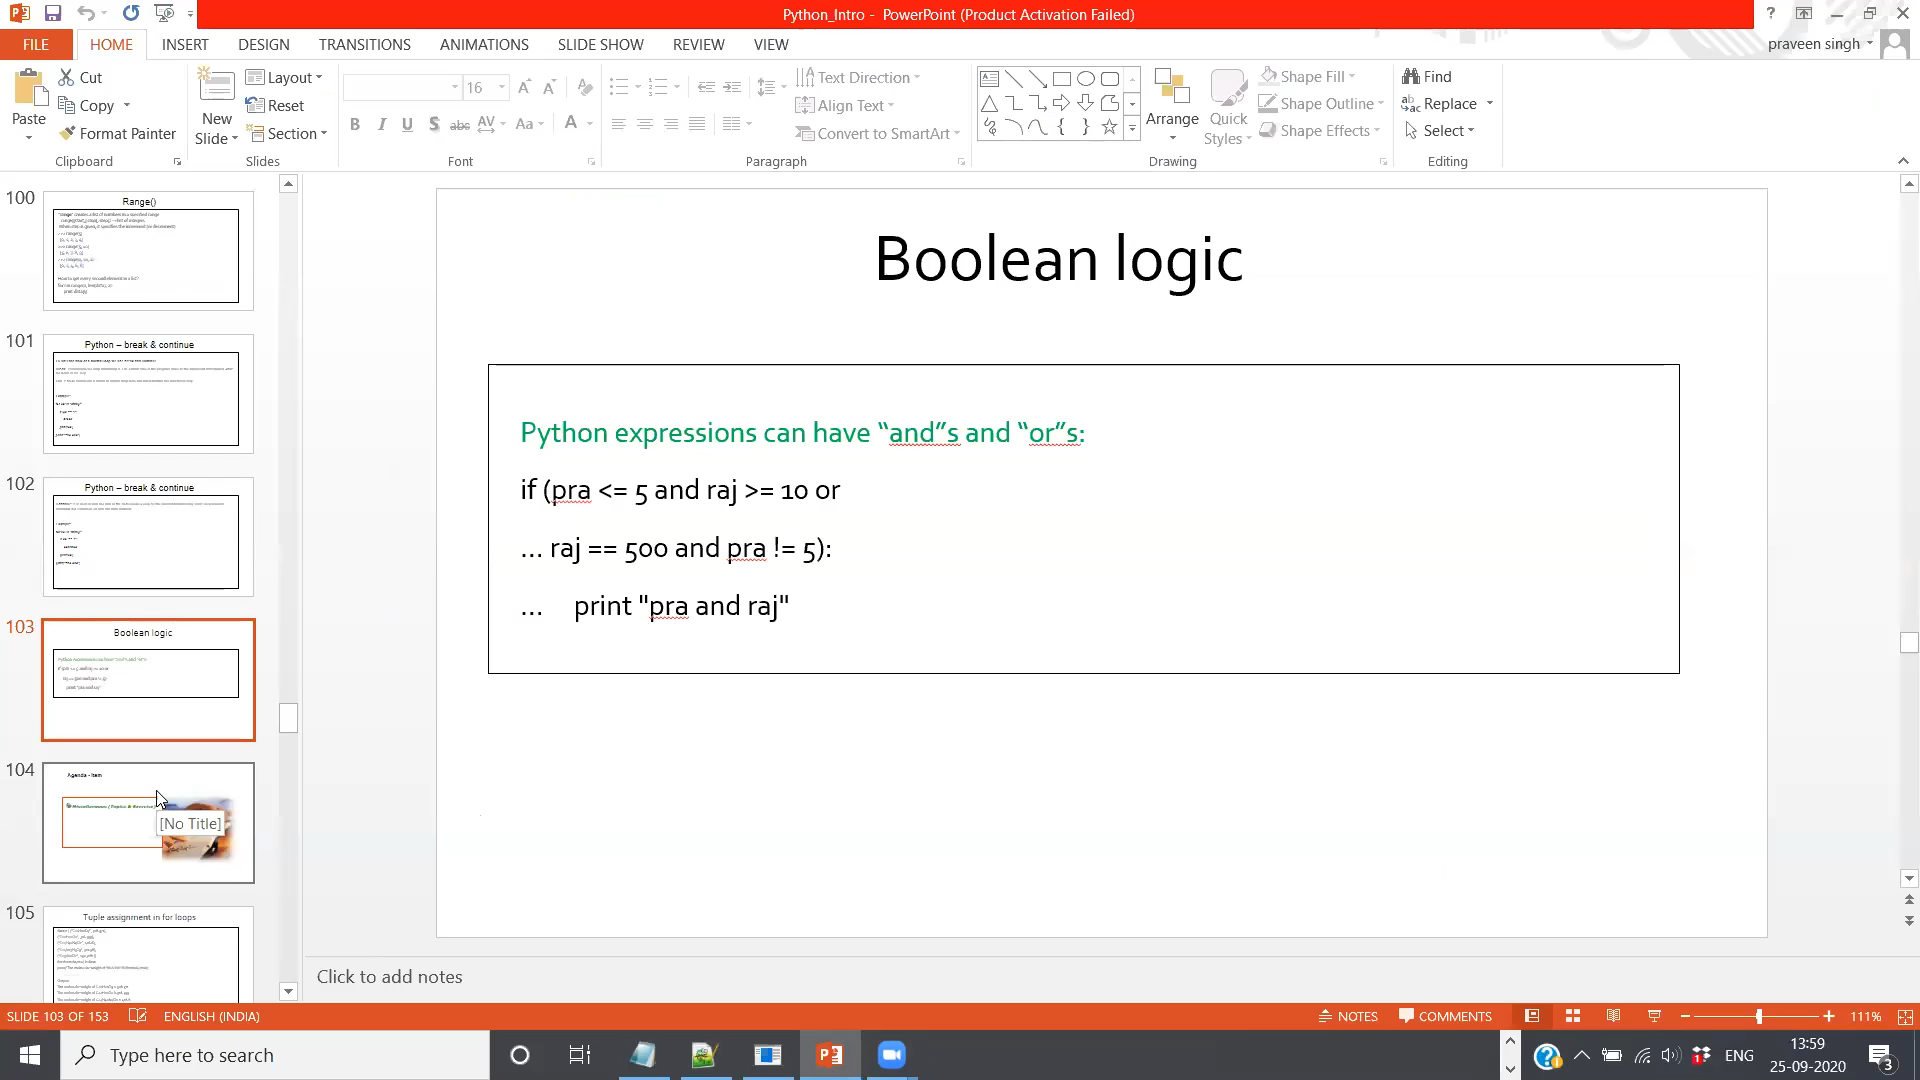 Python_Intro -  PowerPoint (Product Activation Failed)
?
FILE
HOME
INSERT
DESIGN
TRANSITIONS
ANIMATIONS
SLIDE SHOW
REVIEW
VIEW
praveen singh
Paste
Cut
Copy
Format Painter
Clipboard
New
Slide
Layout
Reset
Section
Slides
16
Font
Text Direction
Align Text
Convert to SmartArt
Paragraph
Arrange
Quick
Styles
Shape Fill
Shape Outline
Shape Effects
Drawing
Find
Replace
Select
Editing
100
Range()
101
Python – break & continue
102
Python – break & continue
103
Boolean logic
104
Agenda - Item
[No Title]
105
Tuple assignment in for loops
Boolean logic
Python expressions can have “and”s and “or”s:
if (pra <= 5 and raj >= 10 or
... raj == 500 and pra != 5):
...    print "pra and raj"
Click to add notes
SLIDE 103 OF 153
ENGLISH (INDIA)
NOTES
COMMENTS
111%
Type here to search
ENG
13:59
25-09-2020
3